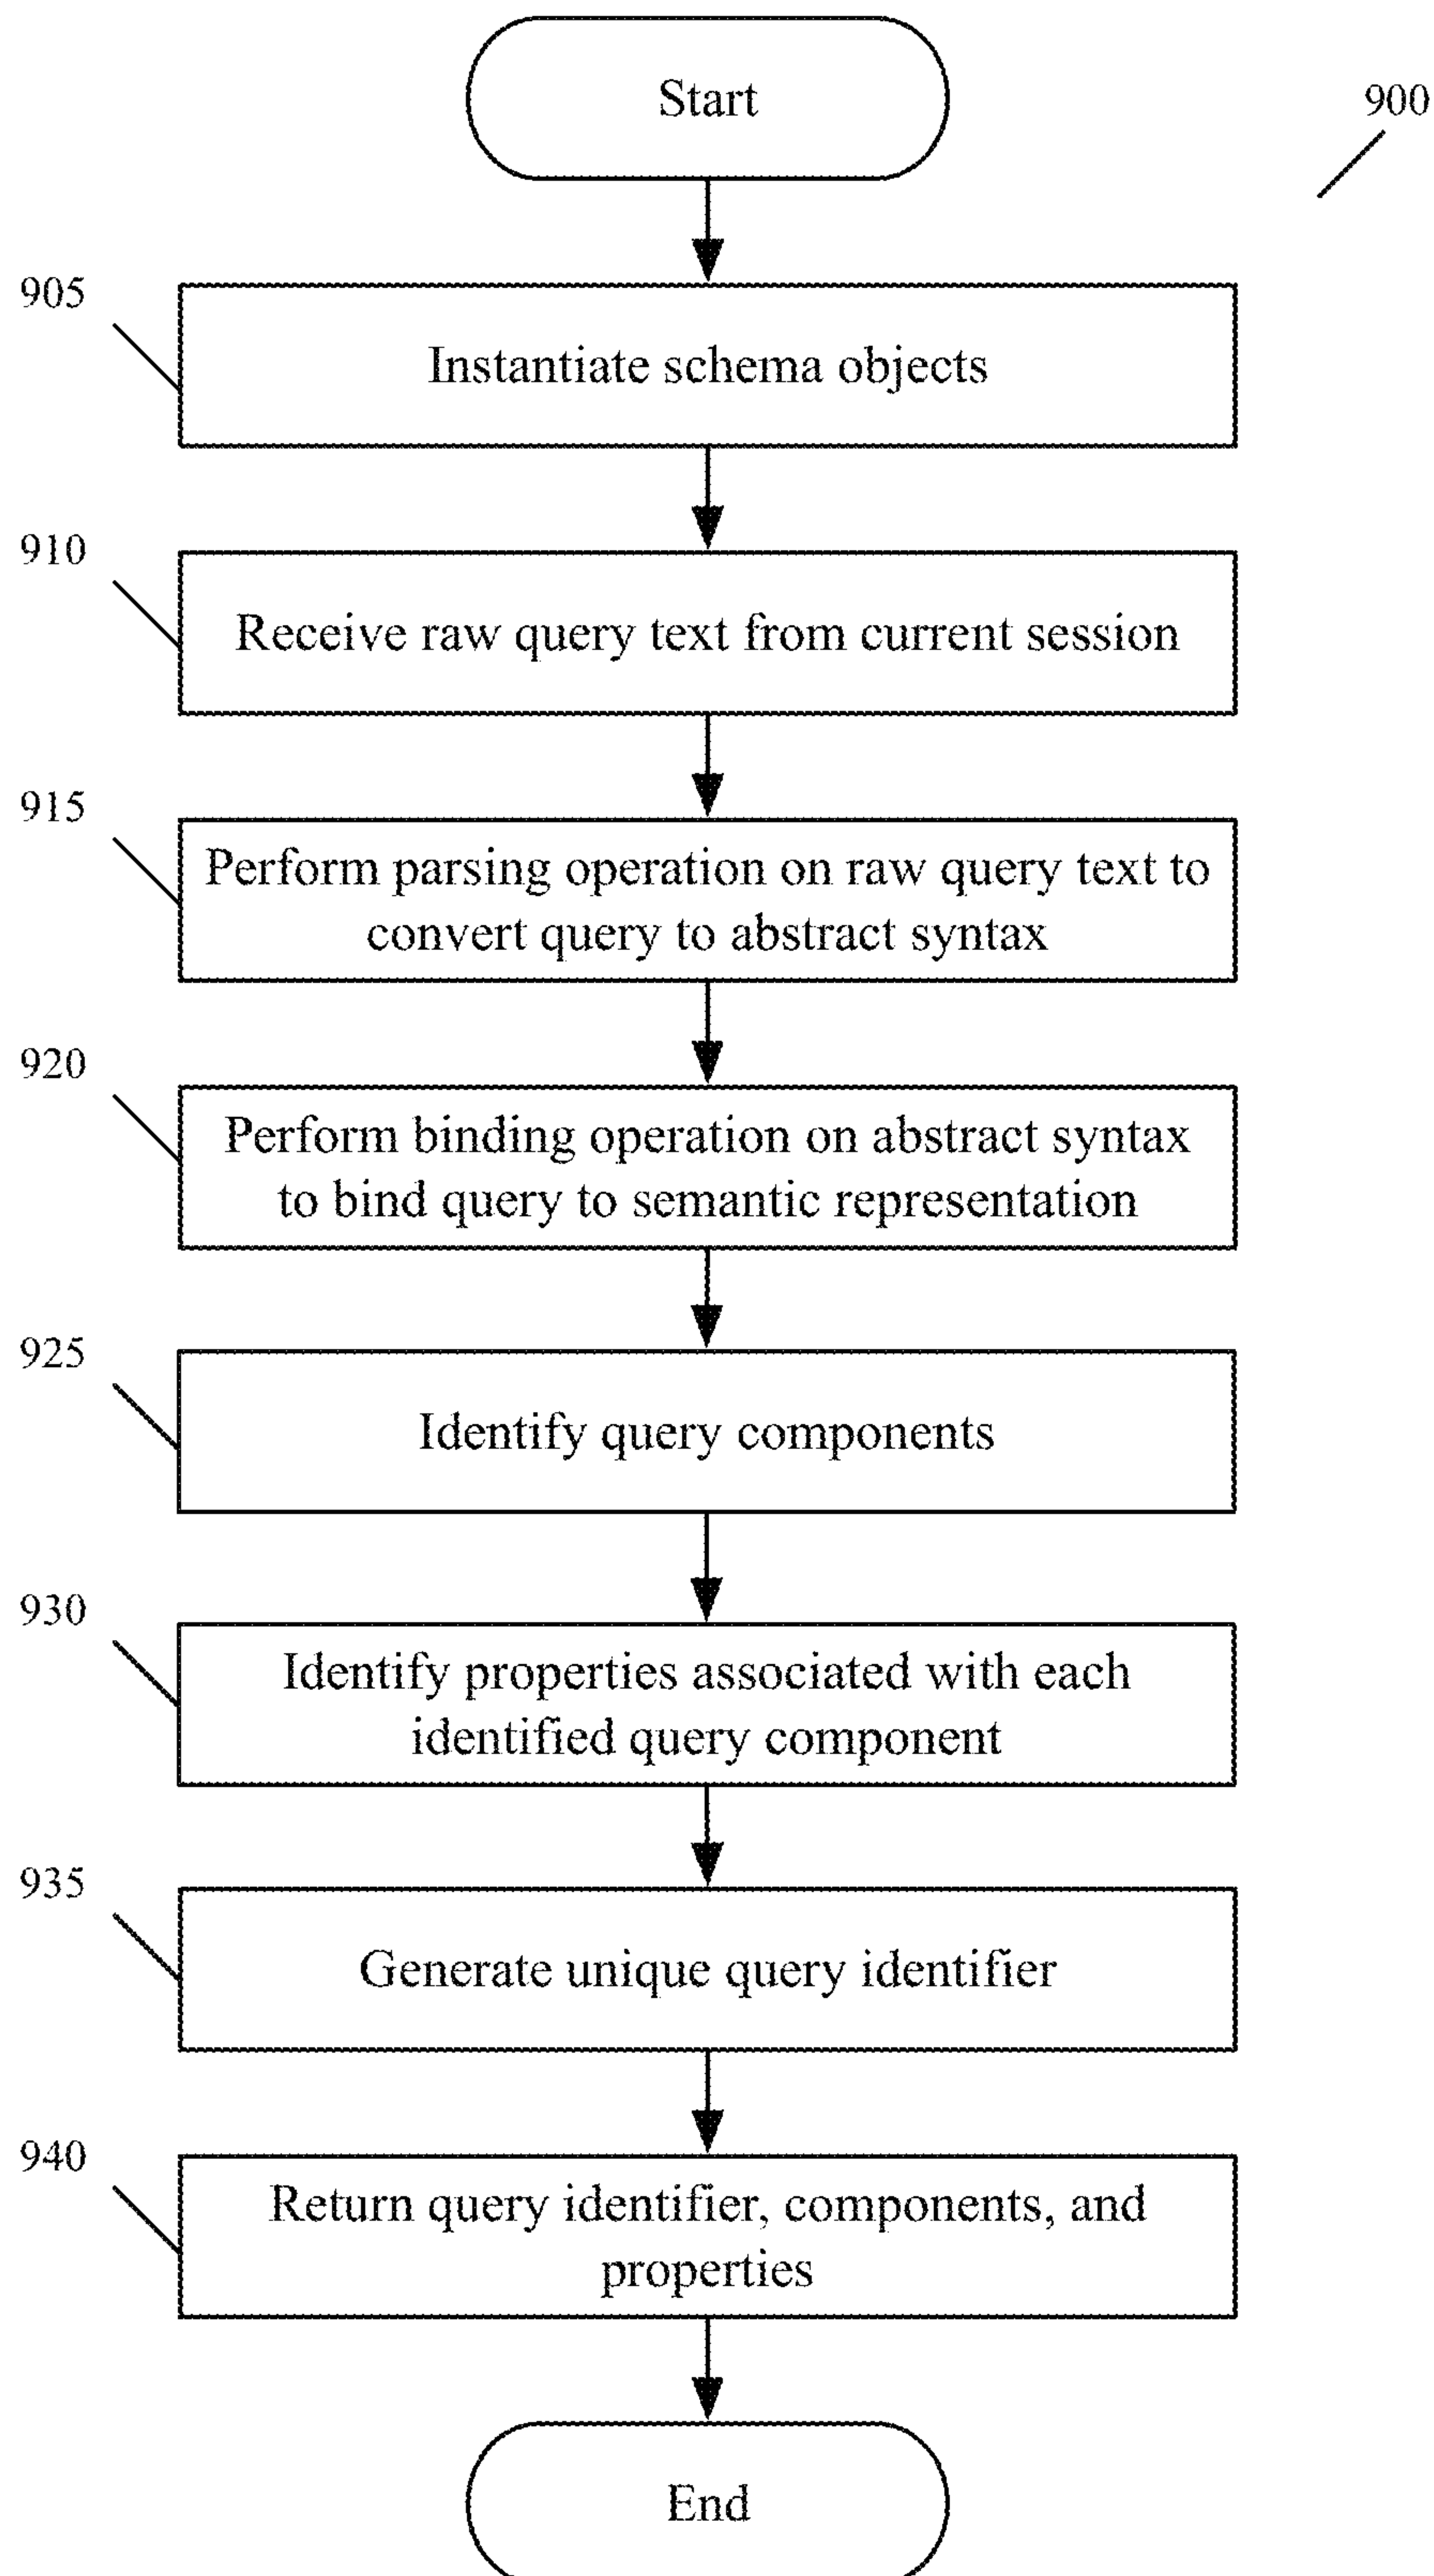 Start
900
905
Instantiate schema objects
910
Receive raw query text from current session
915
Perform parsing operation on raw query text to
convert query to abstract syntax
920
Perform binding operation on abstract syntax
to bind query to semantic representation
925
Identify query components
930
Identify properties associated with each
identified query component
935
Generate unique query identifier
940
Return query identifier, components, and
properties
End